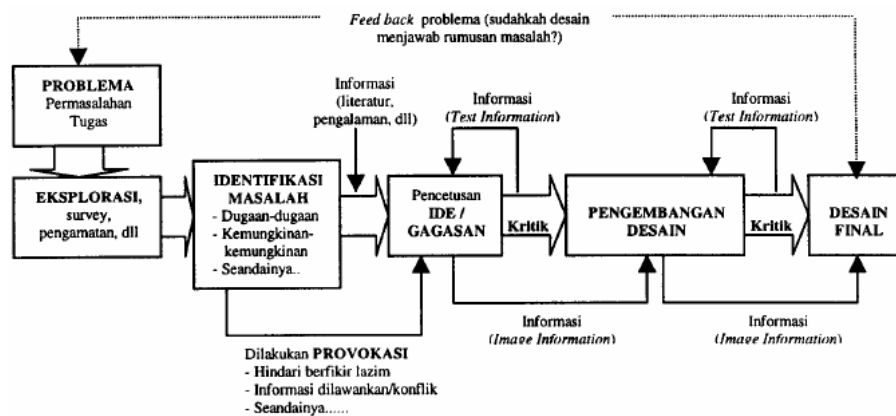 Feed back problema (sudahkah desain
menjawab rumusan masalah?)
PROBLEMA
Permasalahan
Tugas
EKSPLORASI,
survey,
pengamatan, dll
IDENTIFIKASI
MASALAH
- Dugaan-dugaan
- Kemungkinan-
kemungkinan
- Seandainya..
Informasi
(literatur,
pengalaman, dll)
Dilakukan PROVOKASI
- Hindari berfikir lazim
- Informasi dilawankan/konflik
- Seandainya......
Informasi
(Test Information)
Pencetusan
IDE /
GAGASAN
Kritik
Informasi
(Image Information)
PENGEMBANGAN
DESAIN
Informasi
(Test Information)
Kritik
Informasi
(Image Information)
DESAIN
FINAL